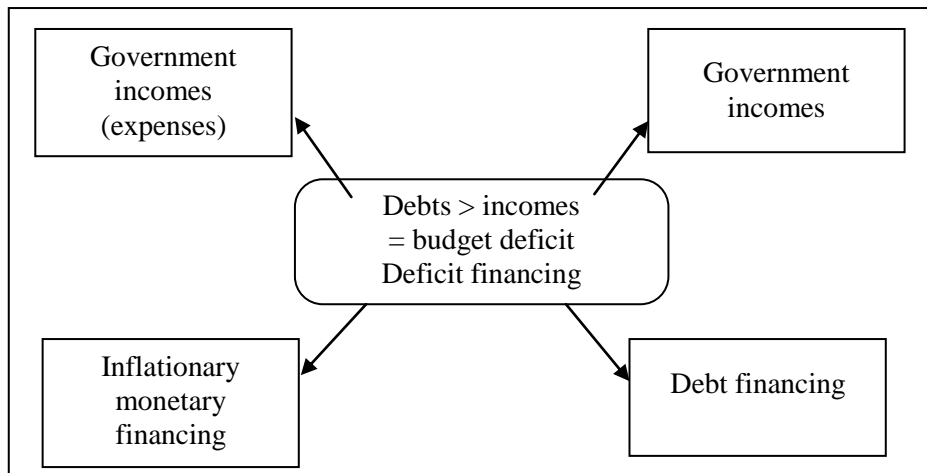 Government
incomes
(expenses)
Government
incomes
Debts > incomes
= budget deficit
Deficit financing
Inflationary
monetary
financing
Debt financing